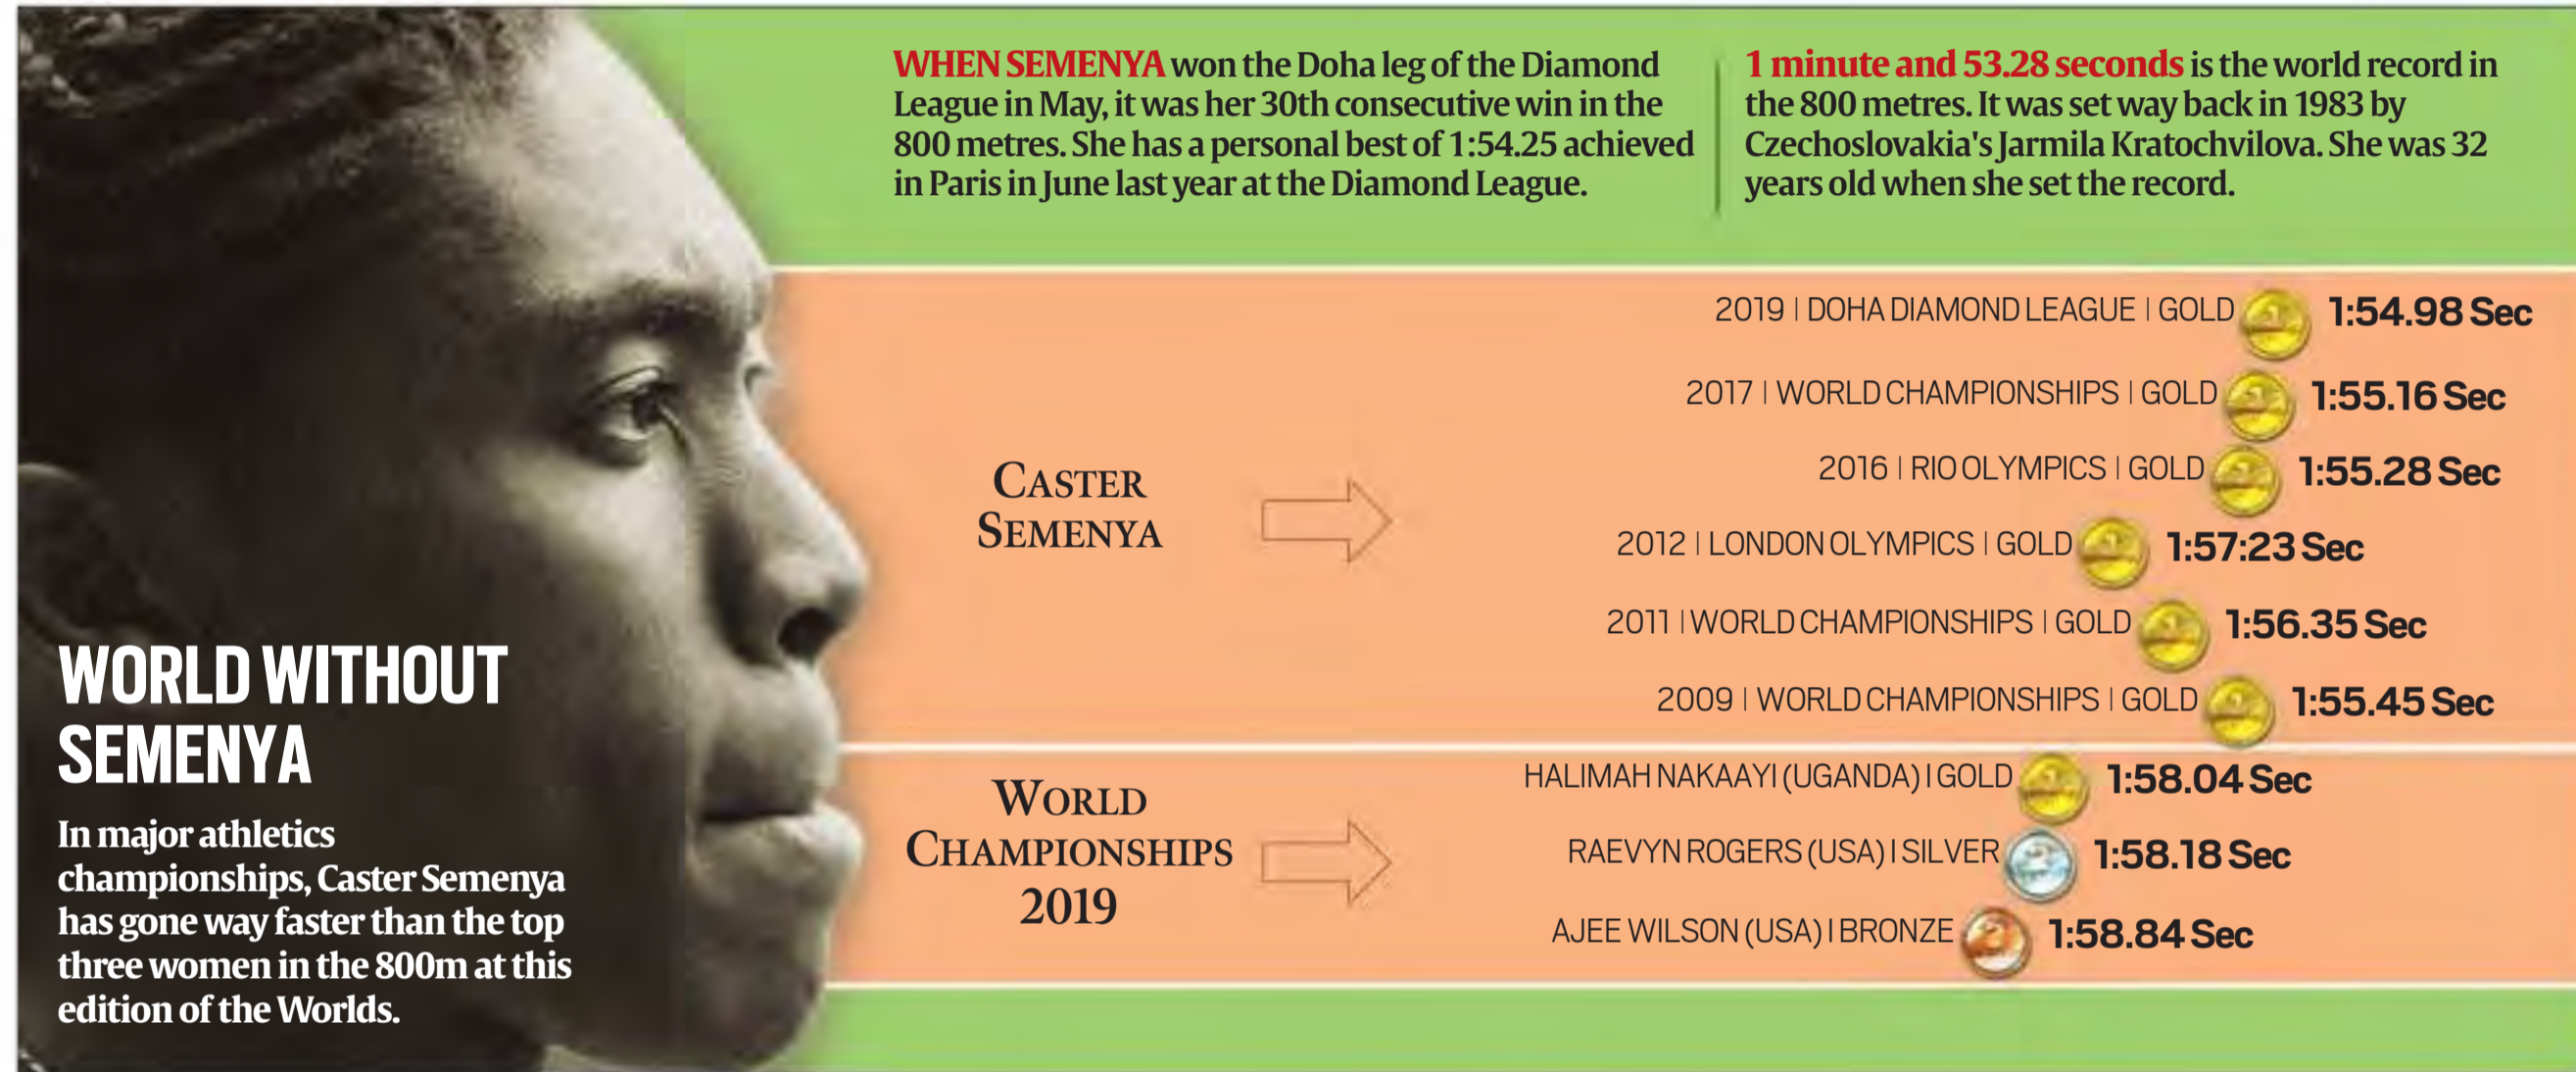 WHEN SEMENYA won the Doha leg of the Diamond
League in May, it was her 30th consecutive win in the
800 metres. She has a personal best of 1:54.25 achieved
in Paris in June last year at the Diamond League.
1 minute and 53.28 seconds is the world record in
the 800 metres. It was set way back in 1983 by
Czechoslovakia's Jarmila Kratochvilova. She was 32
years old when she set the record.
WORLD WITHOUT
SEMENYA
In major athletics
championships, Caster Semenya
has gone way faster than the top
three women in the 800m at this
edition of the Worlds.
CASTER
SEMENYA
2019 | DOHA DIAMOND LEAGUE | GOLD 1:54.98 Sec
2017 | WORLD CHAMPIONSHIPS | GOLD 1:55.16 Sec
2016 | RIO OLYMPICS | GOLD 1:55.28 Sec
2012 | LONDON OLYMPICS | GOLD 1:57:23 Sec
2011 | WORLD CHAMPIONSHIPS | GOLD 1:56.35 Sec
2009 | WORLD CHAMPIONSHIPS | GOLD 1:55.45 Sec
WORLD
CHAMPIONSHIPS
2019
HALIMAH NAKAAYI (UGANDA) | GOLD 1:58.04 Sec
RAEVYN ROGERS (USA) | SILVER 1:58.18 Sec
AJEE WILSON (USA) | BRONZE 1:58.84 Sec